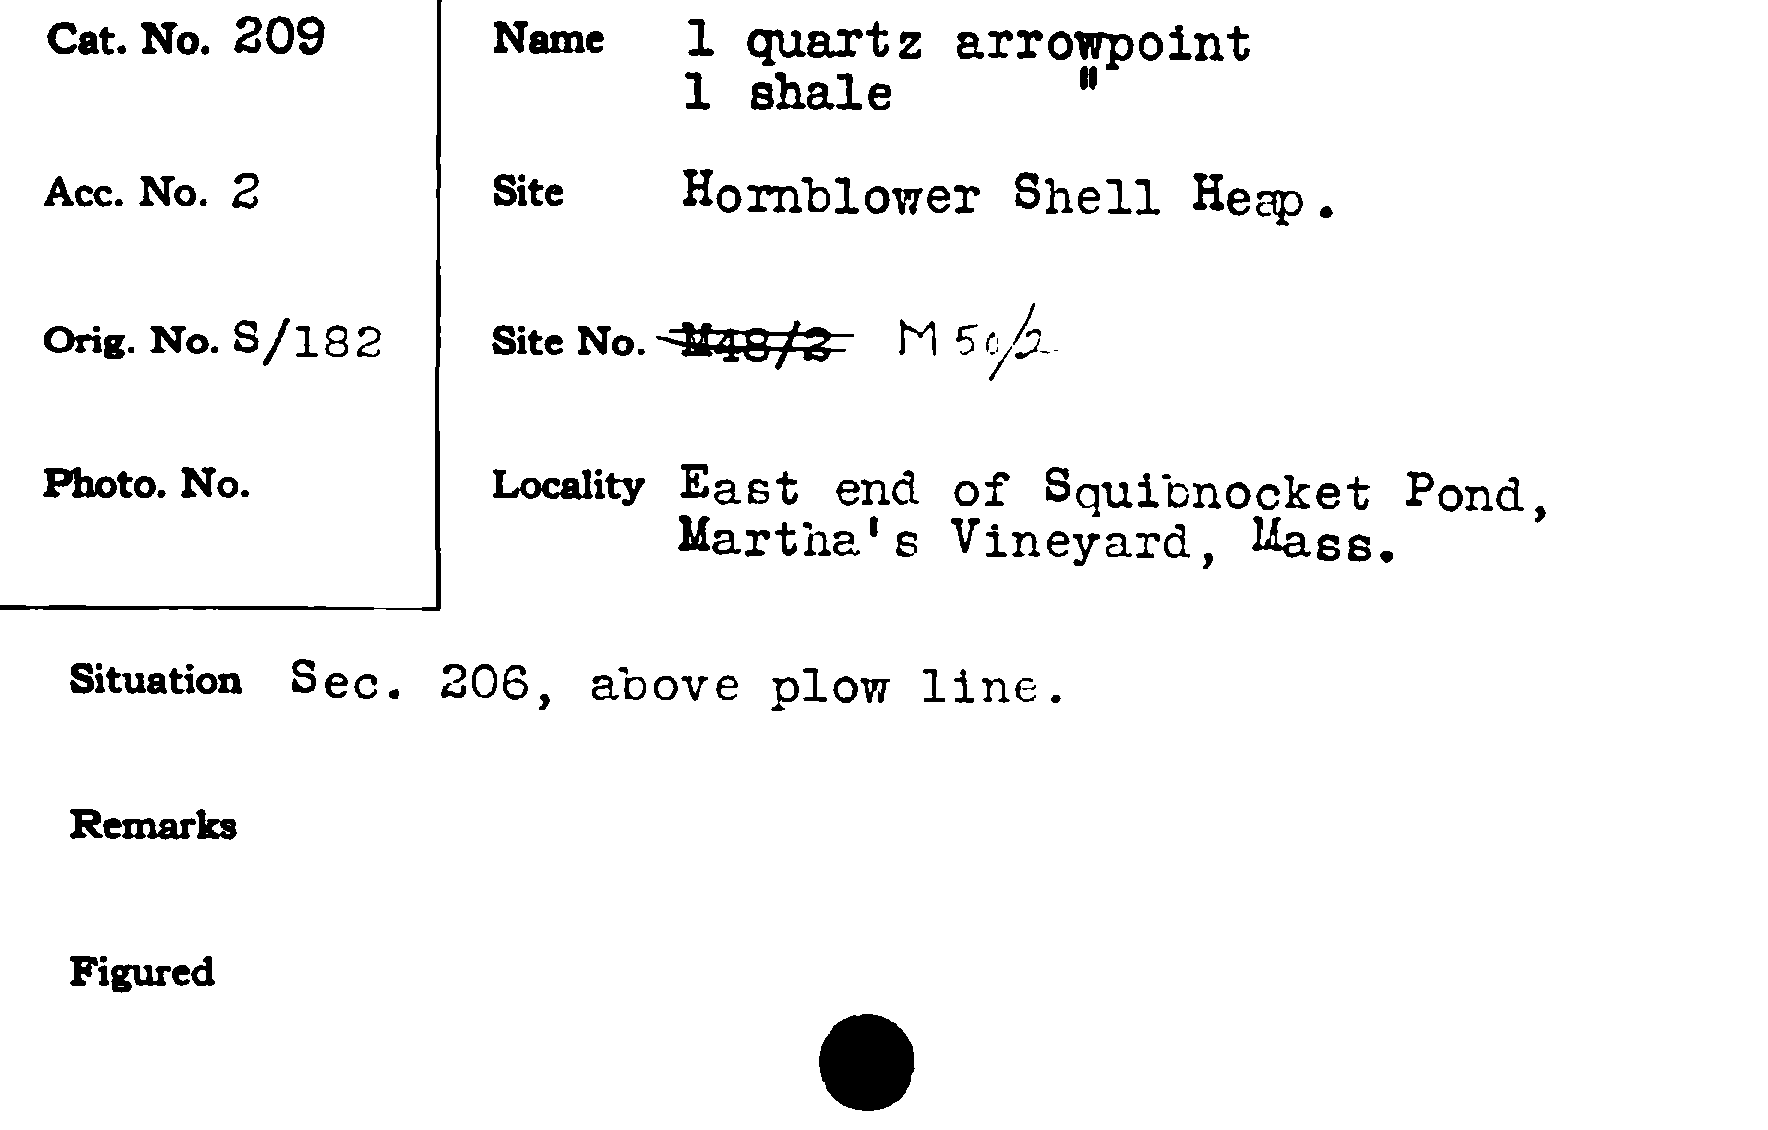 Cat. No. 209
Name 1 quartz arrowpoint
1 shale "
Acc. No. 2
Site Hornblower Shell Heap.
Orig. No. S/182
Site No. M48/2 M50/2
Photo. No.
Locality East end of Squibnocket Pond,
Martha's Vineyard, Mass.
Situation Sec. 206, above plow line.
Remarks
Figured